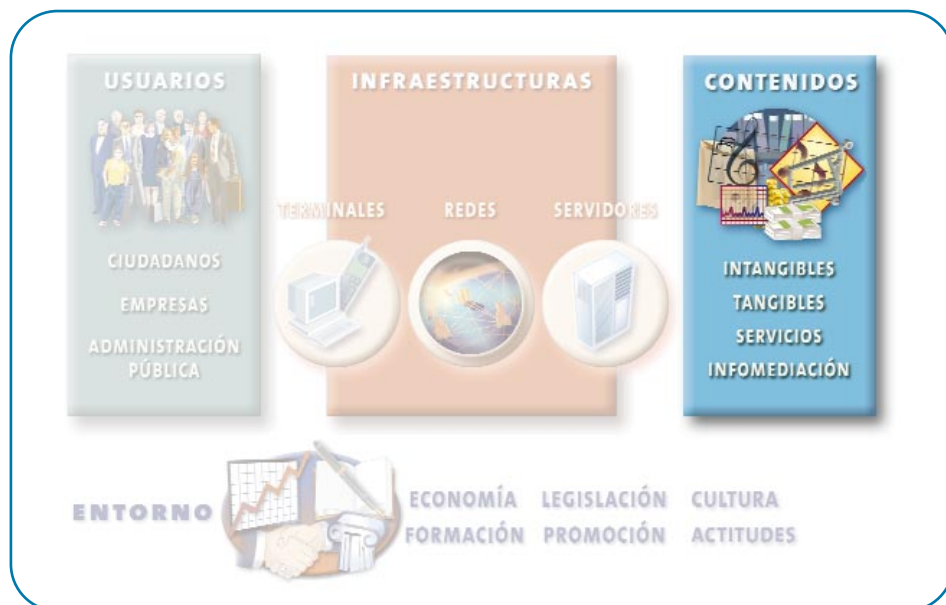 USUARIOS
CIUDADANOS
EMPRESAS
ADMINISTRACIÓN
PÚBLICA
INFRAESTRUCTURAS
TERMINALES
REDES
SERVIDORES
CONTENIDOS
INTANGIBLES
TANGIBLES
SERVICIOS
INFOMEDIACIÓN
ENTORNO
ECONOMÍA LEGISLACIÓN CULTURA
FORMACIÓN PROMOCIÓN ACTITUDES